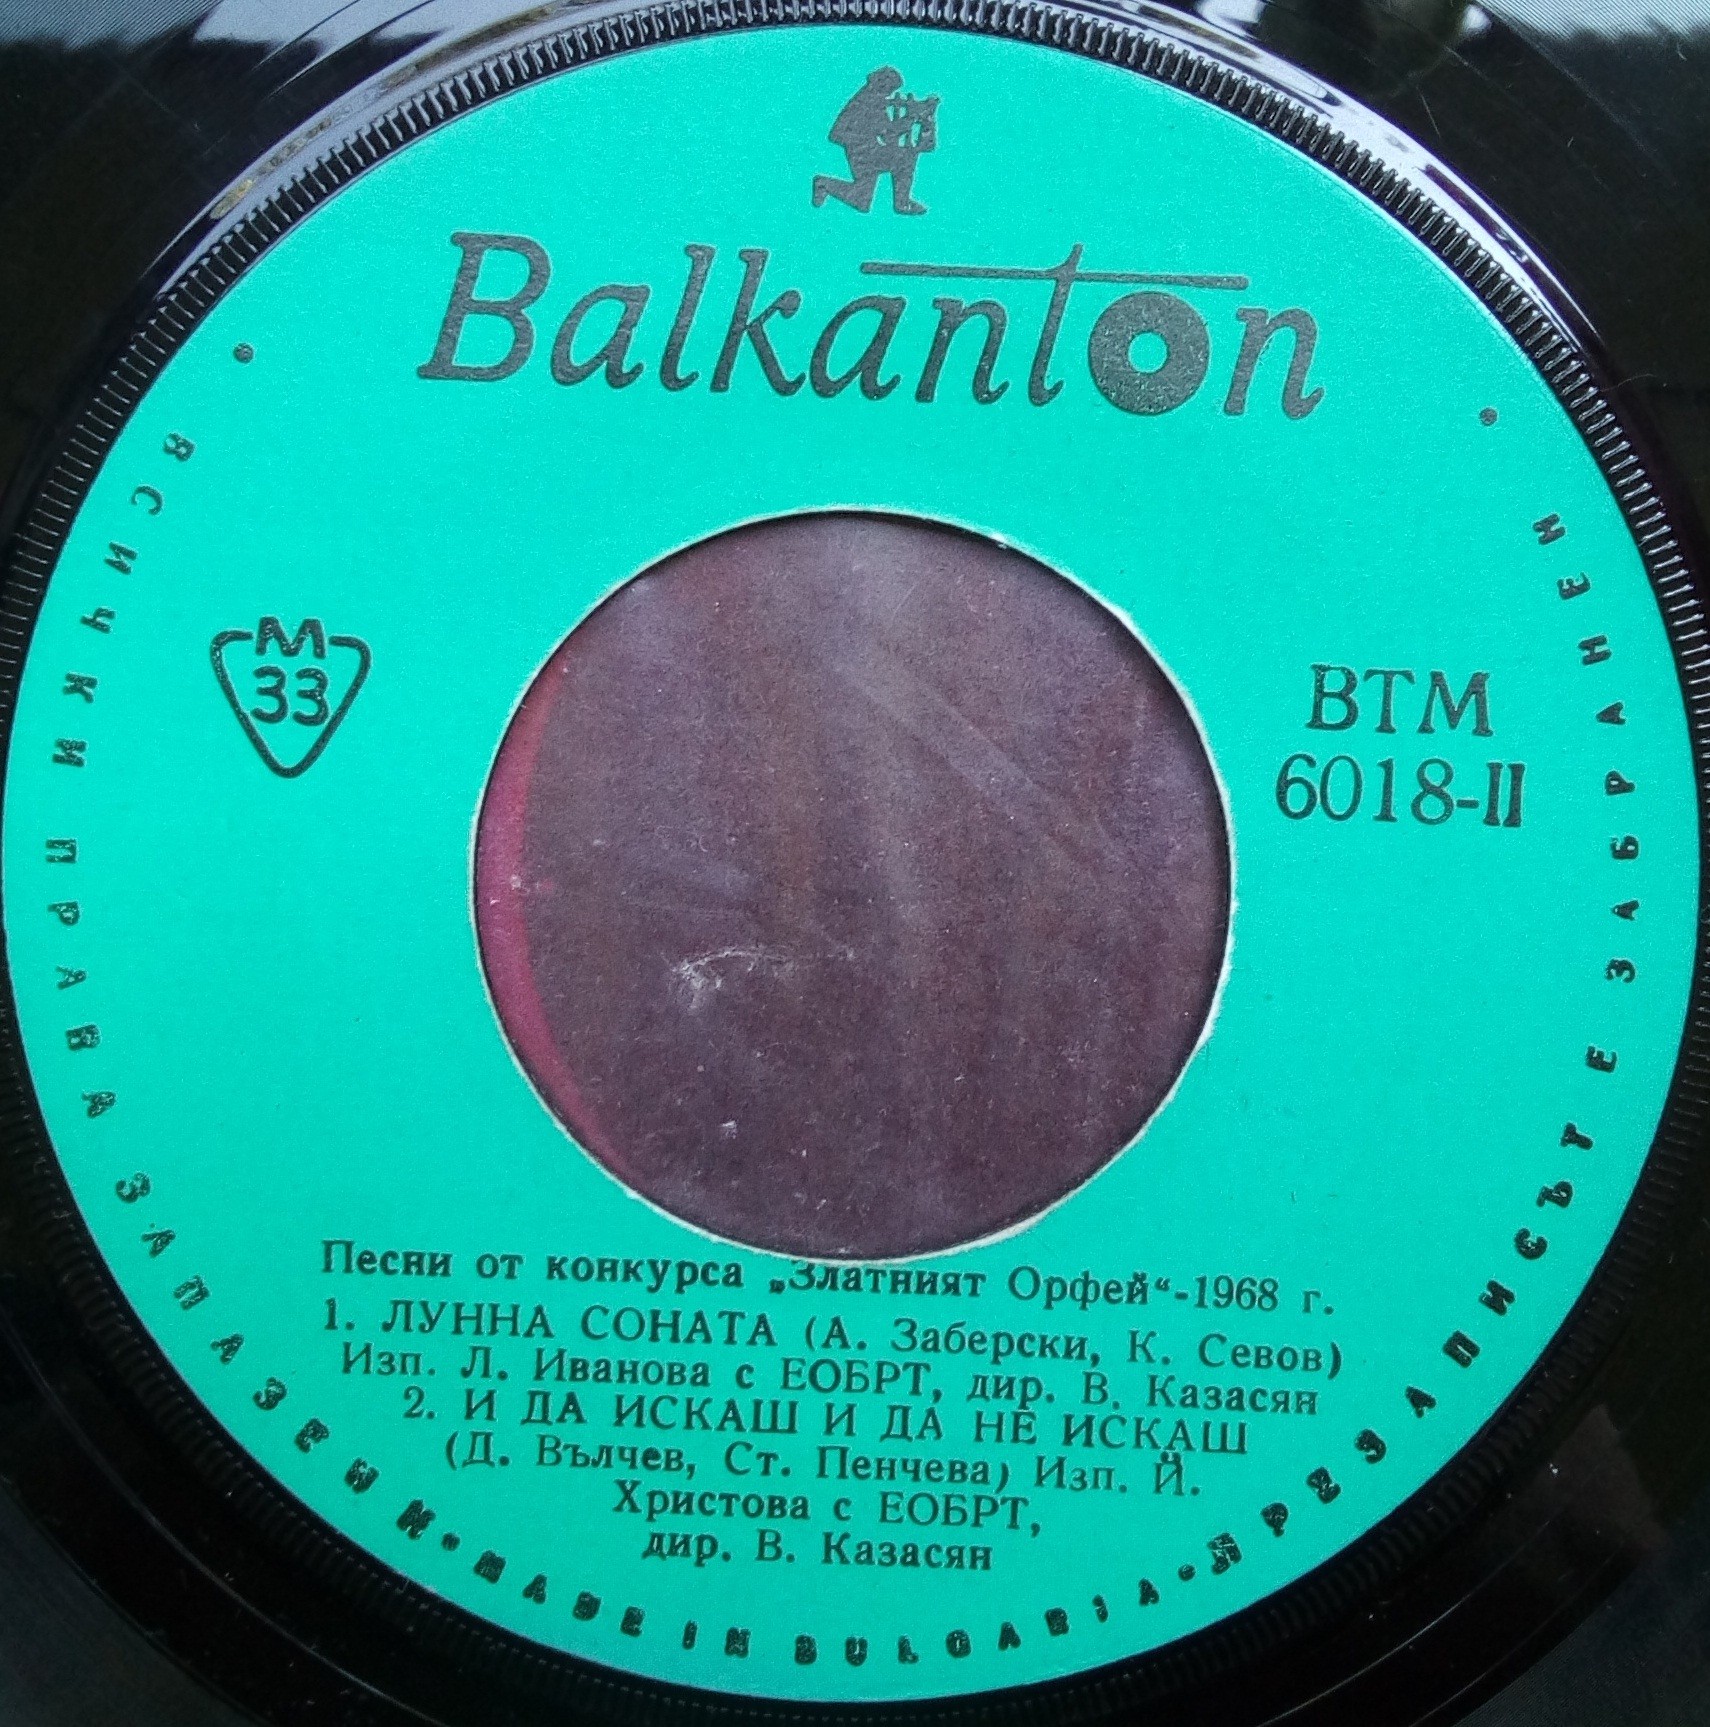 Balkanton
M
33
ВТМ
6018-II
Песни от конкурса „Златният Орфей“-1968 г.
1. ЛУННА СОНАТА (А. Заберски, К. Севов)
Изп. Л. Иванова с ЕОБРТ, дир. В. Казасян
2. И ДА ИСКАШ И ДА НЕ ИСКАШ
(Д. Вълчев, Ст. Пенчева) Изп. Й.
Христова с ЕОБРТ,
дир. В. Казасян
• ВСИЧКИ ПРАВА ЗАПАЗЕНИ • MADE IN BULGARIA • ПРЕЗАПИСЪТ Е ЗАБРАНЕН •